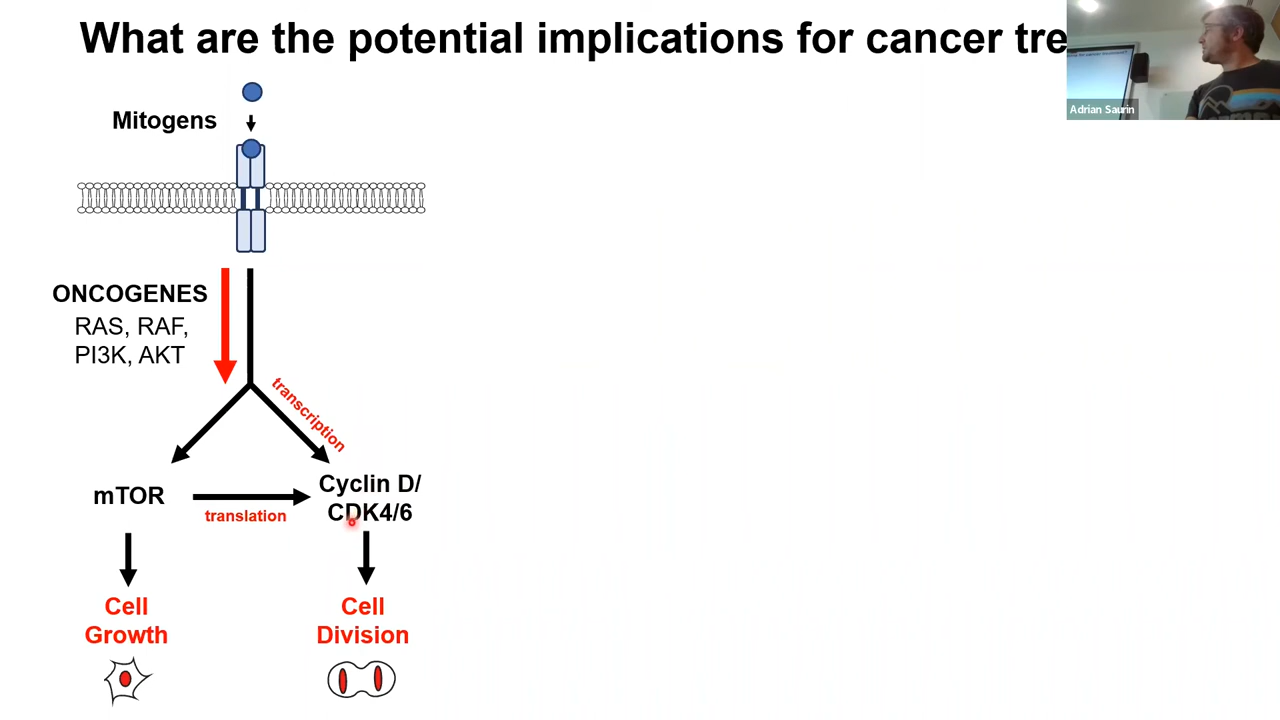 What are the potential implications for cancer tre
Adrian Saurin
Mitogens
ONCOGENES
RAS, RAF,
PI3K, AKT
transcription
mTOR
translation
Cyclin D/
CDK4/6
Cell
Growth
Cell
Division